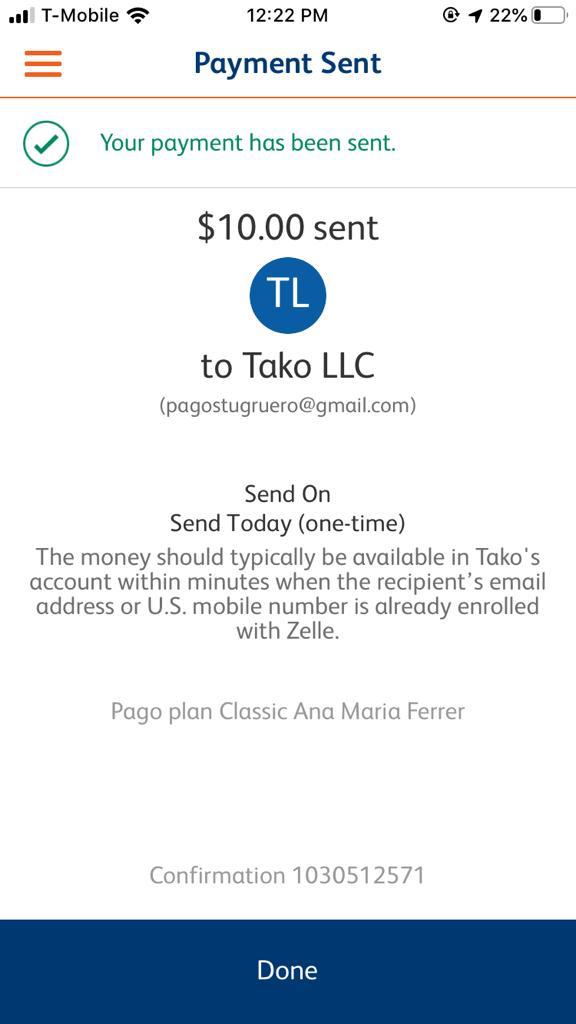 T-Mobile 12:22 PM 22%
Payment Sent
Your payment has been sent.
$10.00 sent
TL
to Tako LLC
(pagostugruero@gmail.com)
Send On
Send Today (one-time)
The money should typically be available in Tako's
account within minutes when the recipient’s email
address or U.S. mobile number is already enrolled
with Zelle.
Pago plan Classic Ana Maria Ferrer
Confirmation 1030512571
Done